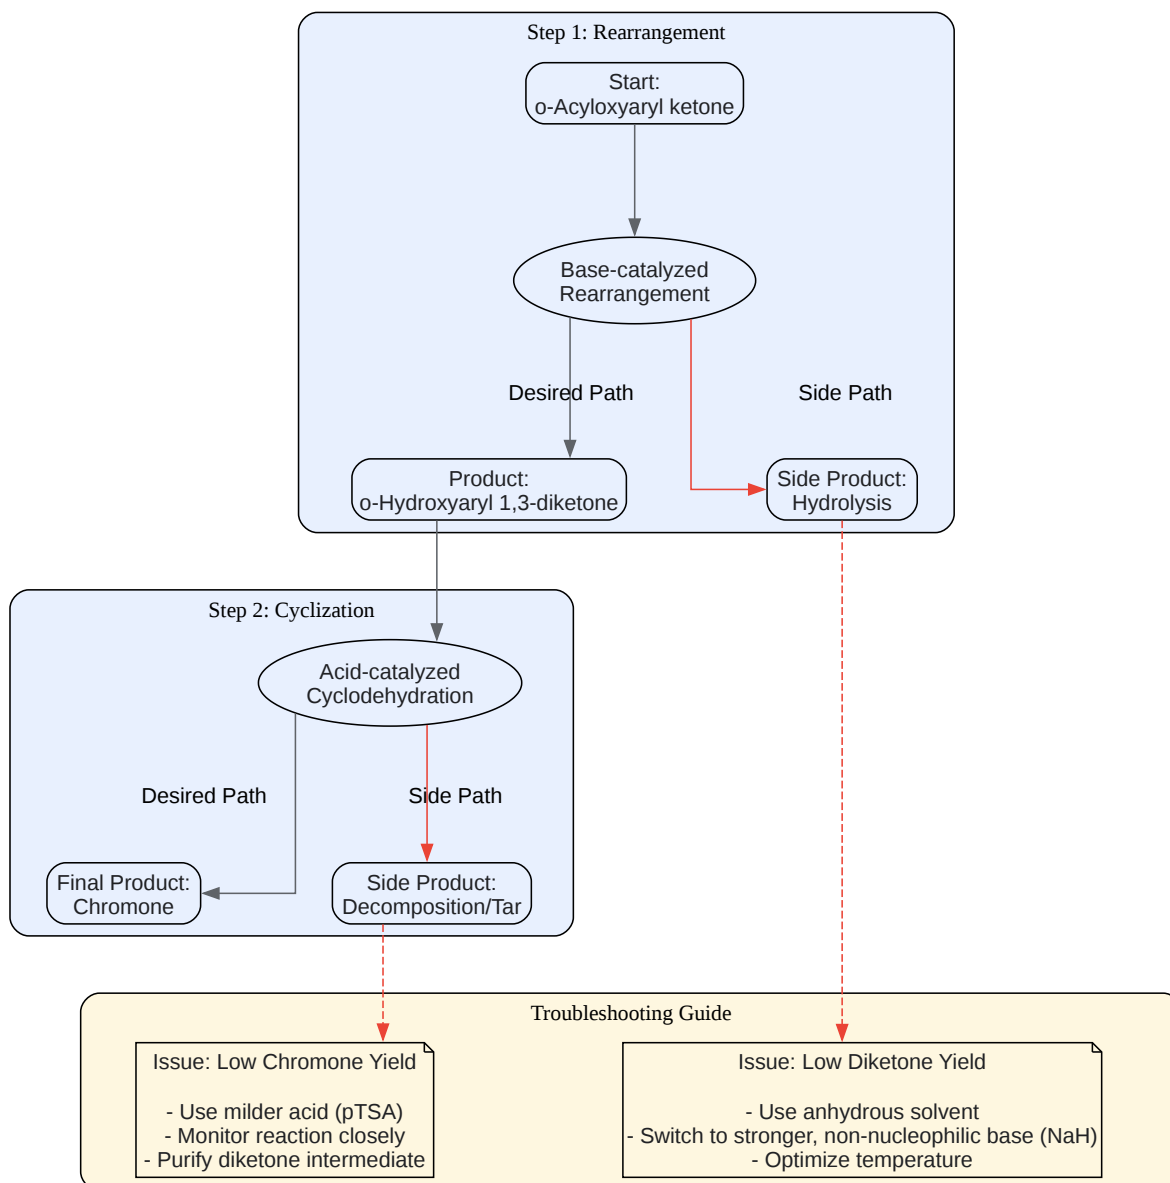 Step 1: Rearrangement
Start:
o-Acyloxyaryl ketone
Base-catalyzed
Rearrangement
Desired Path
Side Path
Product:
o-Hydroxyaryl 1,3-diketone
Side Product:
Hydrolysis
Step 2: Cyclization
Acid-catalyzed
Cyclodehydration
Desired Path
Side Path
Final Product:
Chromone
Side Product:
Decomposition/Tar
Troubleshooting Guide
Issue: Low Chromone Yield
- Use milder acid (pTSA)
- Monitor reaction closely
- Purify diketone intermediate
Issue: Low Diketone Yield
- Use anhydrous solvent
- Switch to stronger, non-nucleophilic base (NaH)
- Optimize temperature